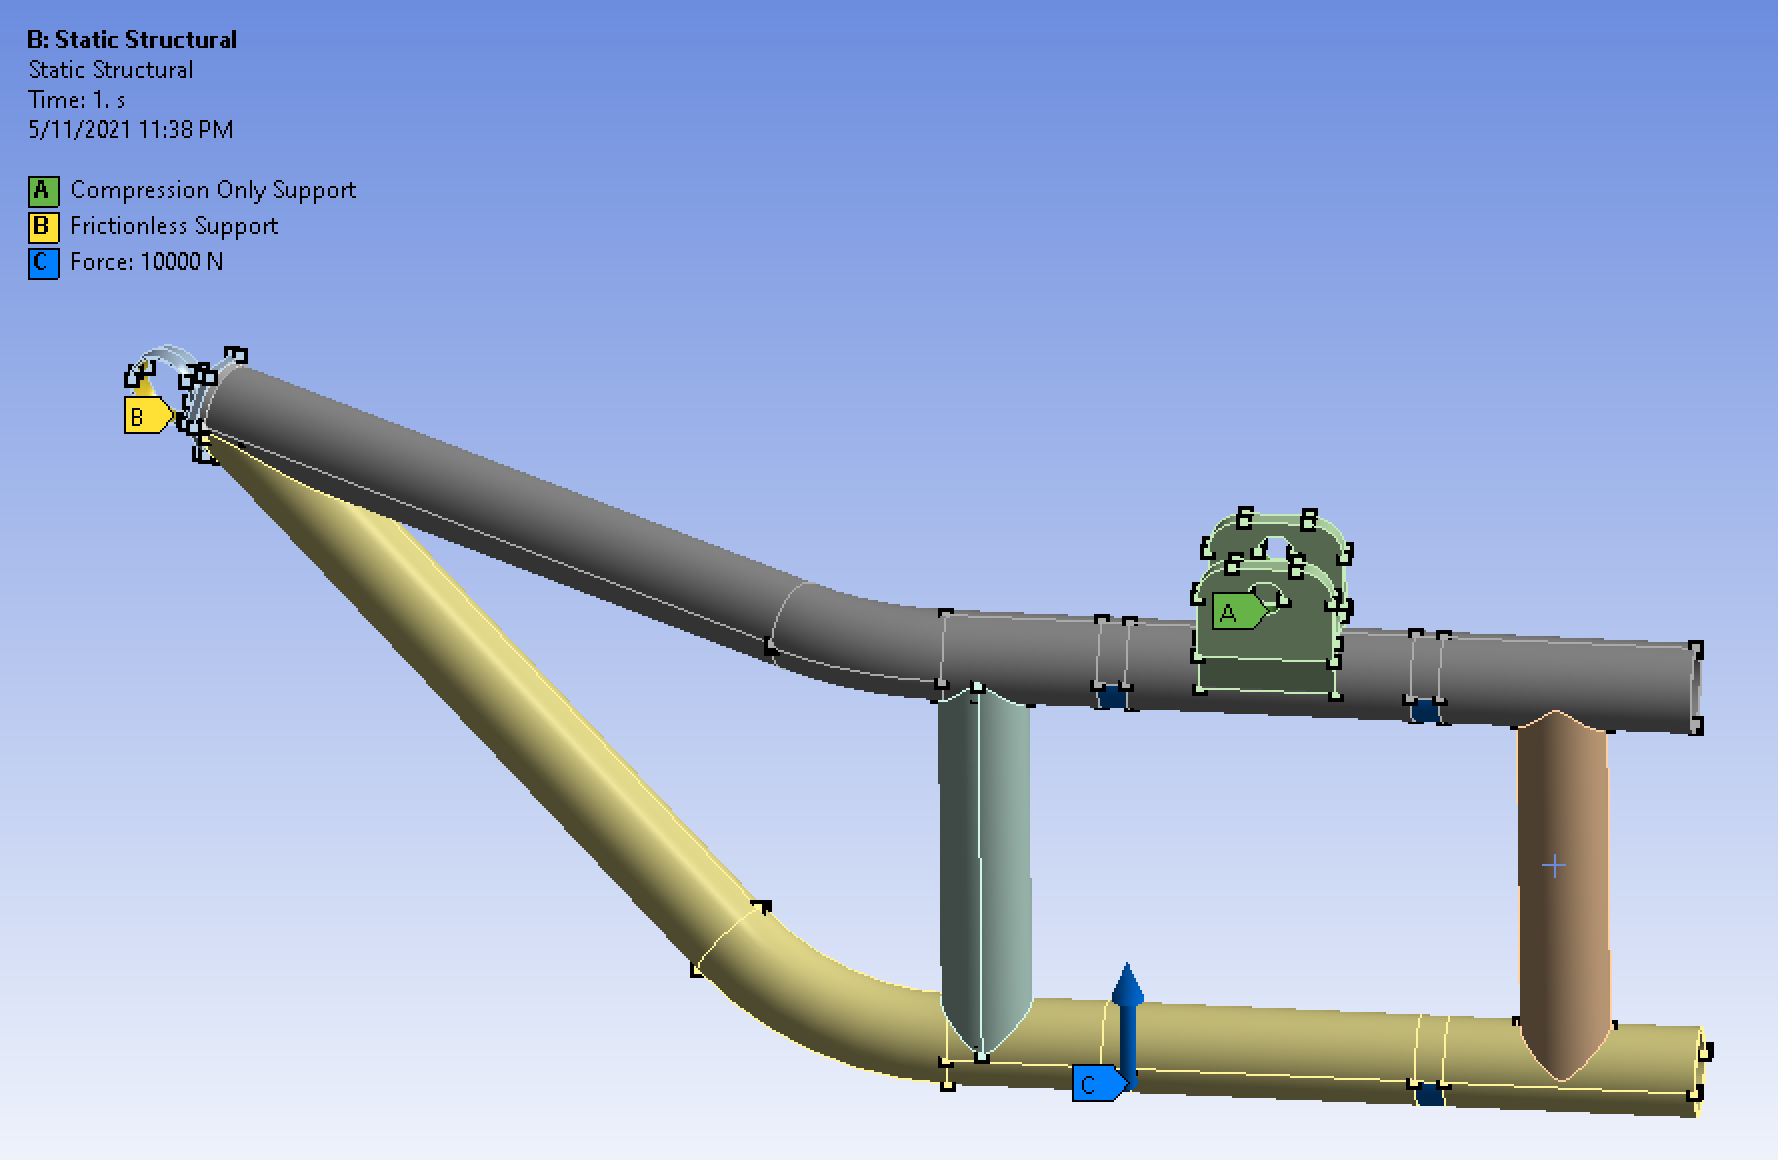 B: Static Structural
Static Structural
Time: 1. s
5/11/2021 11:38 PM
A Compression Only Support
B Frictionless Support
C Force: 10000 N
B
A
C